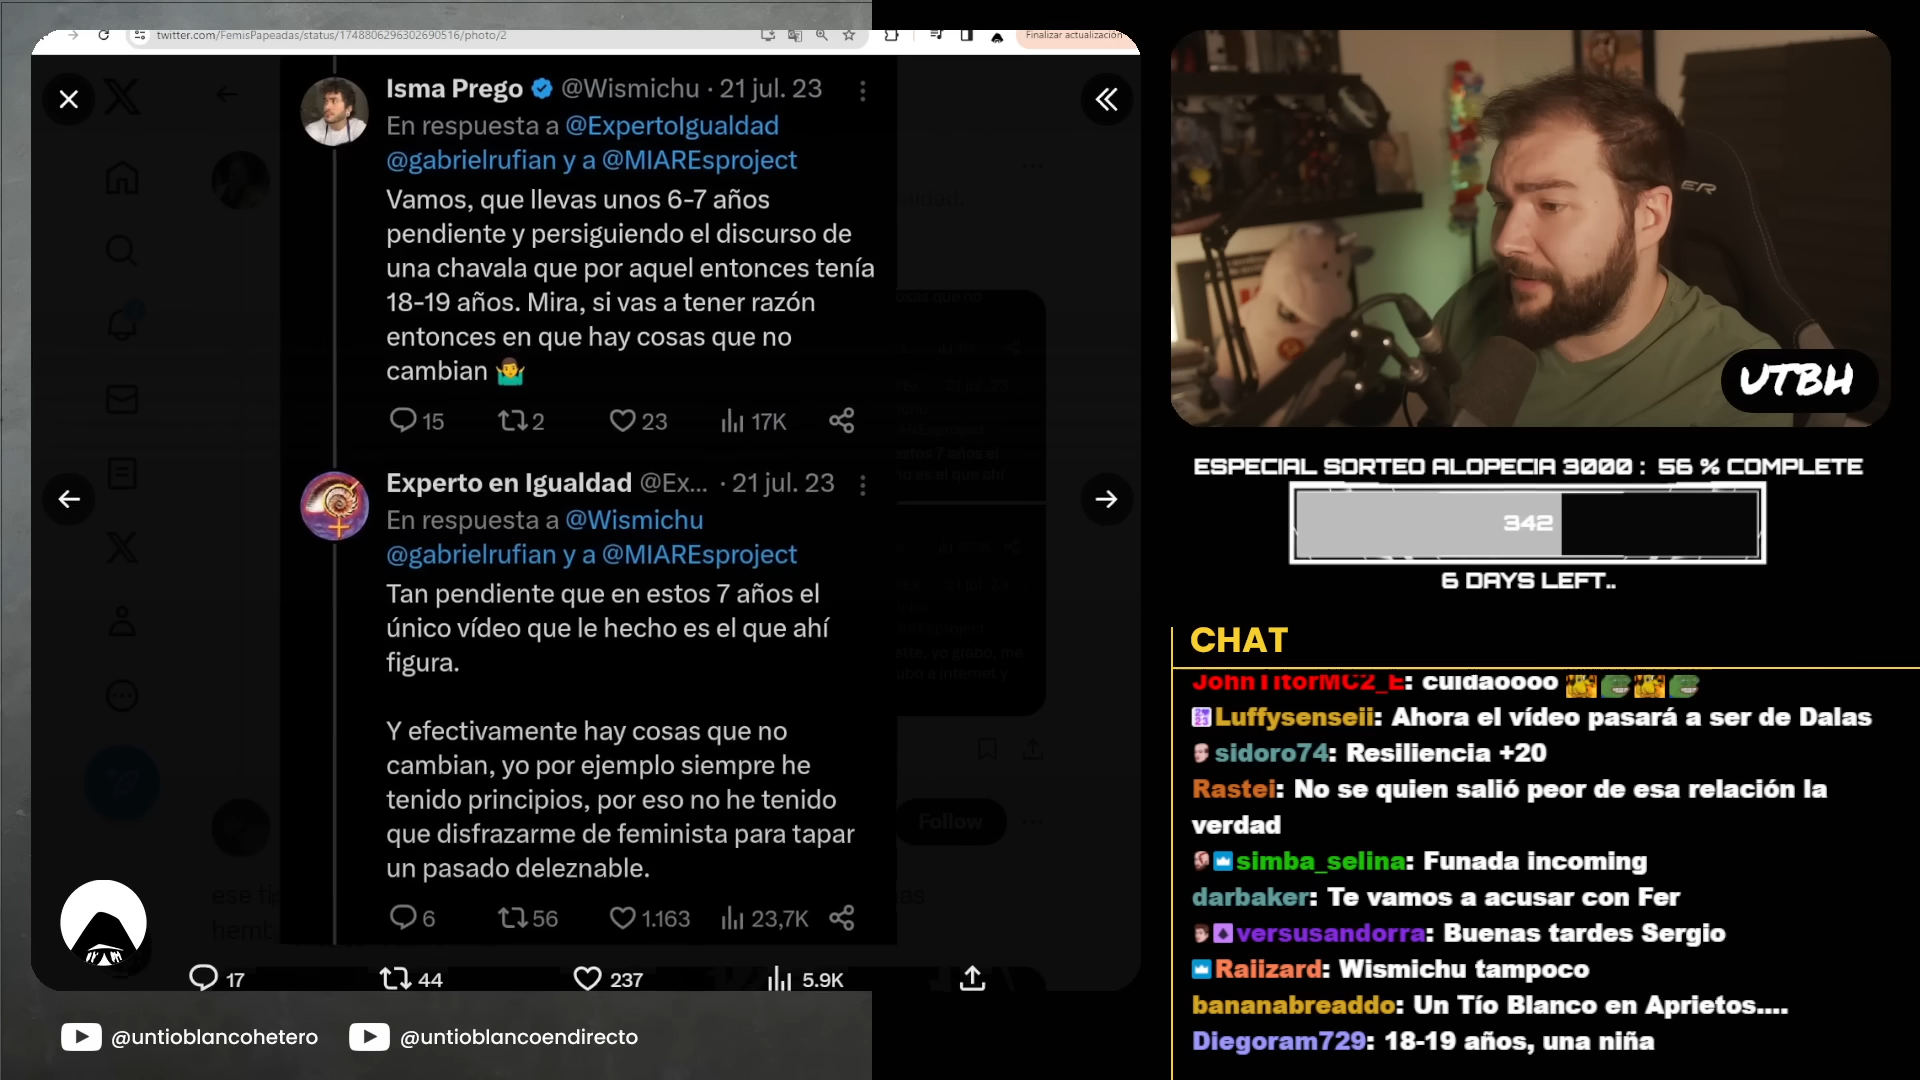 twitter.com/FemisPapeadas/status/1748806296302690516/photo/2
Finalizar actualización
Isma Prego @Wismichu · 21 jul. 23
En respuesta a @ExpertoIgualdad
@gabrielrufian y a @MIAREsproject
Vamos, que llevas unos 6-7 años
pendiente y persiguiendo el discurso de
una chavala que por aquel entonces tenía
18-19 años. Mira, si vas a tener razón
entonces en que hay cosas que no
cambian 🤷‍♂️
15 2 23 17K
Experto en Igualdad @Ex... · 21 jul. 23
En respuesta a @Wismichu
@gabrielrufian y a @MIAREsproject
Tan pendiente que en estos 7 años el
único vídeo que le hecho es el que ahí
figura.
Y efectivamente hay cosas que no
cambian, yo por ejemplo siempre he
tenido principios, por eso no he tenido
que disfrazarme de feminista para tapar
un pasado deleznable.
6 56 1.163 23,7K
Follow
17 44 237 5.9K
@untioblancohetero @untioblancoendirecto
UTBH
ESPECIAL SORTEO ALOPECIA 3000 : 56 % COMPLETE
342
6 DAYS LEFT..
CHAT
JohnTitorMC2_E: cuidaoooo
Luffysenseii: Ahora el vídeo pasará a ser de Dalas
sidoro74: Resiliencia +20
Rastei: No se quien salió peor de esa relación la
verdad
simba_selina: Funada incoming
darbaker: Te vamos a acusar con Fer
versusandorra: Buenas tardes Sergio
Raiizard: Wismichu tampoco
bananabreaddo: Un Tío Blanco en Aprietos....
Diegoram729: 18-19 años, una niña